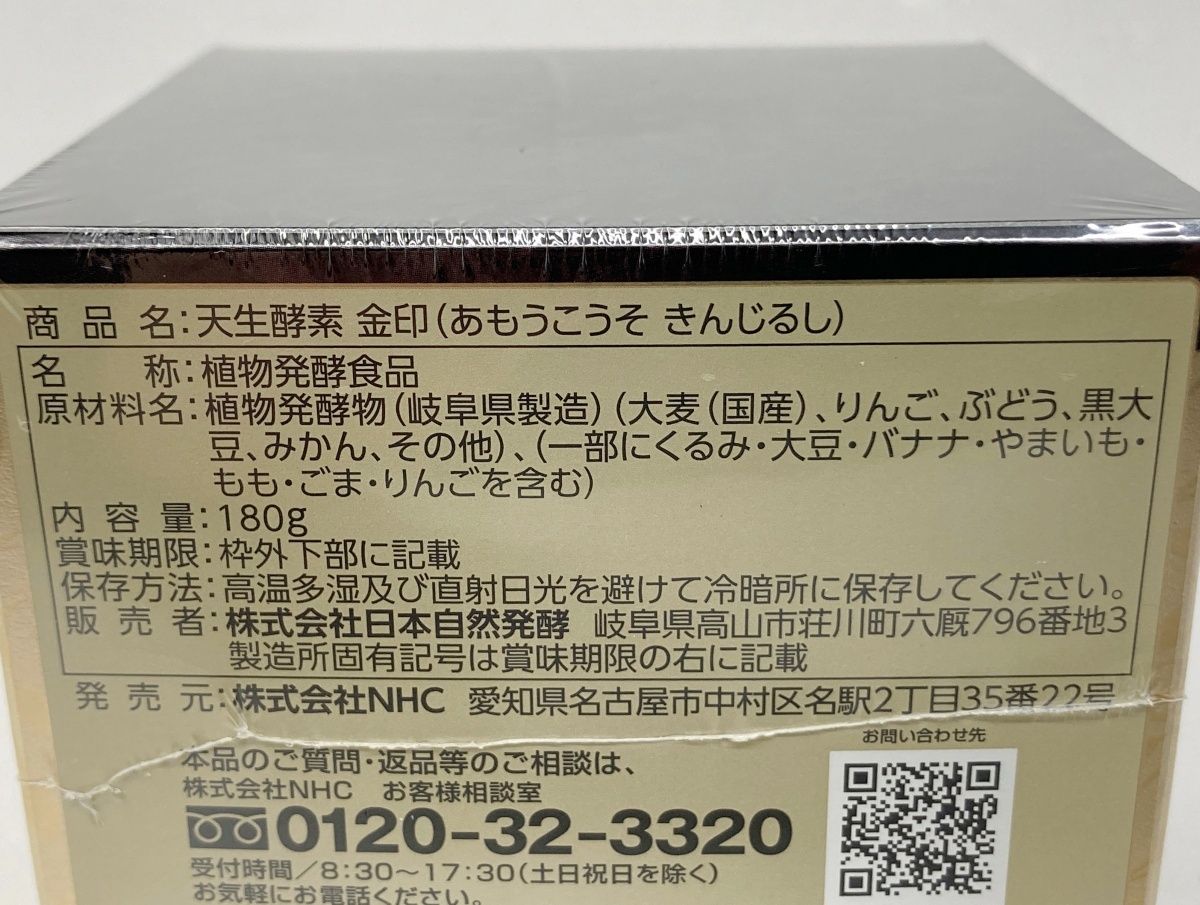 商品名:天生酵素 金印(あもうこうそ きんじるし)
名称:植物発酵食品
原材料名:植物発酵物(岐阜県製造)(大麦(国産)、りんご、ぶどう、黒大
豆、みかん、その他)、(一部にくるみ・大豆・バナナ・やまいも・
もも・ごま・りんごを含む)
内容量:180g
賞味期限:枠外下部に記載
保存方法:高温多湿及び直射日光を避けて冷暗所に保存してください。
販売者:株式会社日本自然発酵 岐阜県高山市荘川町六厩796番地3
製造所固有記号は賞味期限の右に記載
発売元:株式会社NHC 愛知県名古屋市中村区名駅2丁目35番22号
お問い合わせ先
本品のご質問・返品等のご相談は、
株式会社NHC お客様相談室
0120-32-3320
受付時間/8:30~17:30(土日祝日を除く)
お気軽にお電話ください。